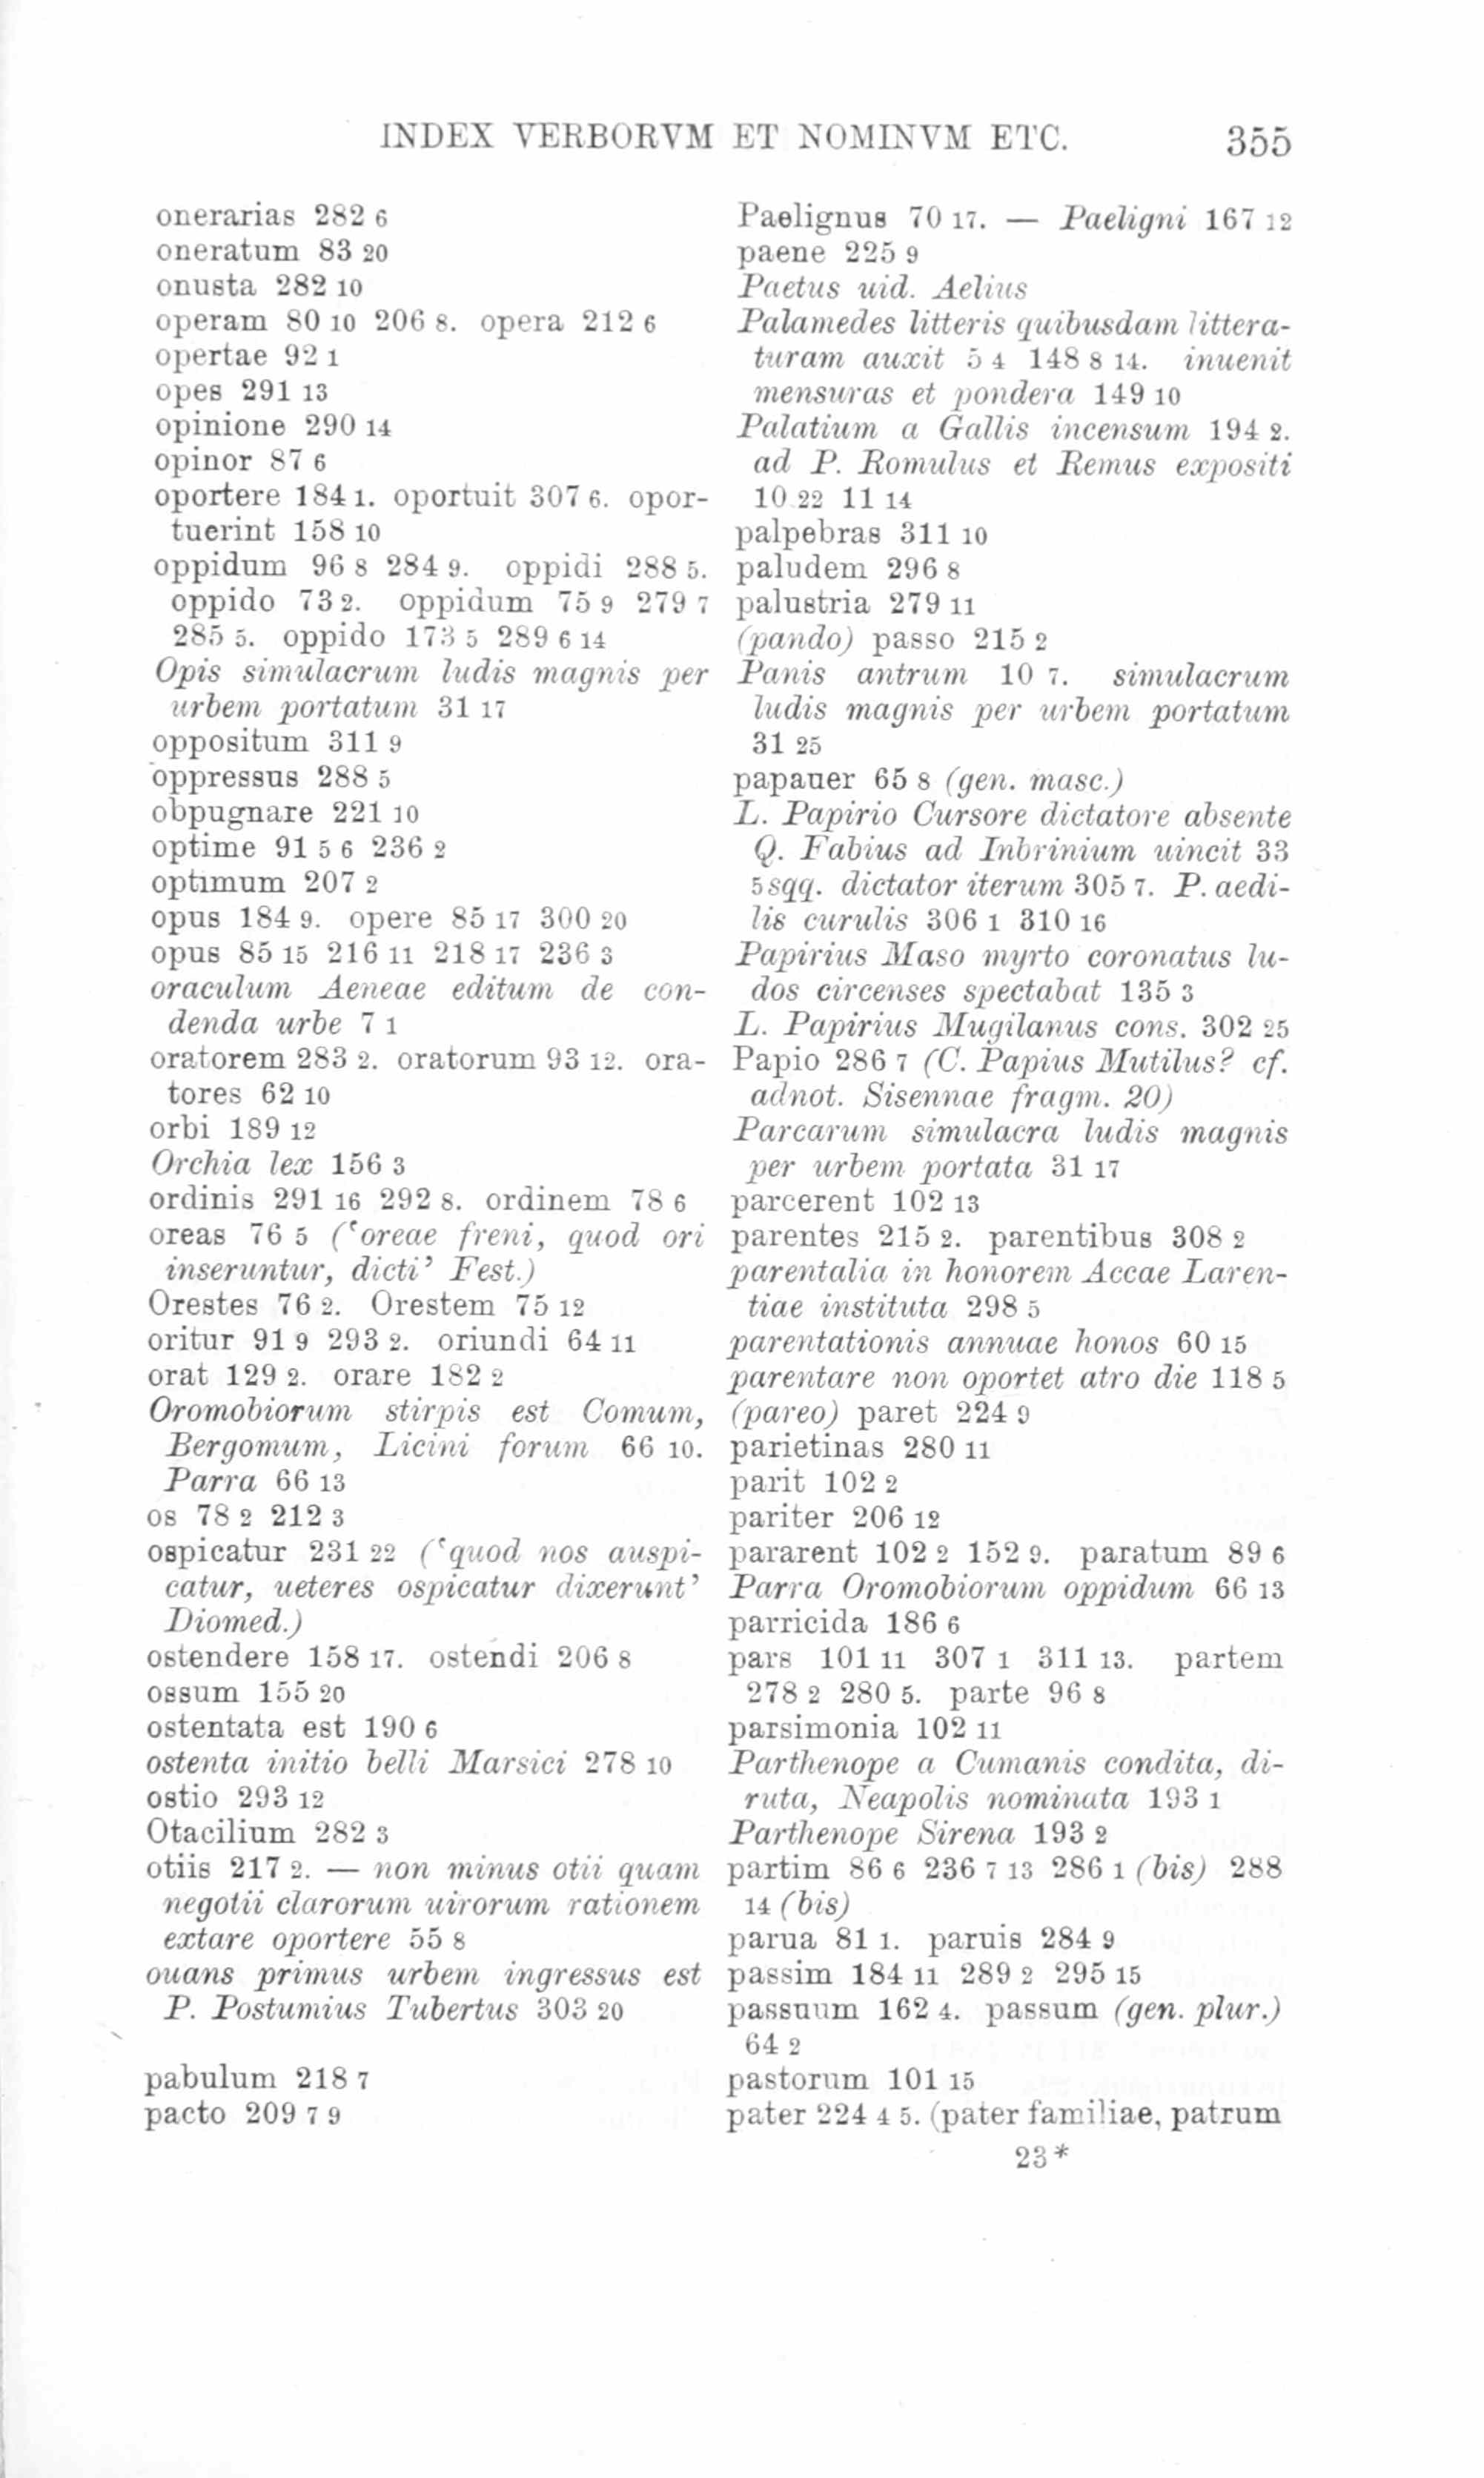 INDEX VERBORVM ET NOMINVM ETC. 355
onerarias 282 6
oneratum 83 20
onusta 282 10
operam 80 10 206 8. opera 212 6
opertae 92 1
opes 291 13
opinione 290 14
opinor 87 6
oportere 184 1. oportuit 307 6. opor-
tuerint 158 10
oppidum 96 8 284 9. oppidi 288 5.
oppido 73 2. oppidum 75 9 279 7
285 5. oppido 173 5 289 6 14
Opis simulacrum ludis magnis per
urbem portatum 31 17
oppositum 311 9
oppressus 288 5
obpugnare 221 10
optime 91 5 6 236 2
optimum 207 2
opus 184 9. opere 85 17 300 20
opus 85 15 216 11 218 17 236 3
oraculum Aeneae editum de con-
denda urbe 7 1
oratorem 283 2. oratorum 93 12. ora-
tores 62 10
orbi 189 12
Orchia lex 156 3
ordinis 291 16 292 8. ordinem 78 6
oreas 76 5 (‘oreae freni, quod ori
inseruntur, dicti’ Fest.)
Orestes 76 2. Orestem 75 12
oritur 91 9 293 2. oriundi 64 11
orat 129 2. orare 182 2
Oromobiorum stirpis est Comum,
Bergomum, Licini forum 66 10.
Parra 66 13
os 78 2 212 3
ospicatur 231 22 (‘quod nos auspi-
catur, ueteres ospicatur dixerunt’
Diomed.)
ostendere 158 17. ostendi 206 8
ossum 155 20
ostentata est 190 6
ostenta initio belli Marsici 278 10
ostio 293 12
Otacilium 282 3
otiis 217 2. — non minus otii quam
negotii clarorum uirorum rationem
extare oportere 55 8
ouans primus urbem ingressus est
P. Postumius Tubertus 303 20
pabulum 218 7
pacto 209 7 9
Paelignus 70 17. — Paeligni 167 12
paene 225 9
Paetus uid. Aelius
Palamedes litteris quibusdam littera-
turam auxit 5 4 148 8 14. inuenit
mensuras et pondera 149 10
Palatium a Gallis incensum 194 2.
ad P. Romulus et Remus expositi
10 22 11 14
palpebras 311 10
paludem 296 8
palustria 279 11
(pando) passo 215 2
Panis antrum 10 7. simulacrum
ludis magnis per urbem portatum
31 25
papauer 65 8 (gen. masc.)
L. Papirio Cursore dictatore absente
Q. Fabius ad Inbrinium uincit 33
5 sqq. dictator iterum 305 7. P. aedi-
lis curulis 306 1 310 16
Papirius Maso myrto coronatus lu-
dos circenses spectabat 135 3
L. Papirius Mugilanus cons. 302 25
Papio 286 7 (C. Papius Mutilus? cf.
adnot. Sisennae fragm. 20)
Parcarum simulacra ludis magnis
per urbem portata 31 17
parcerent 102 13
parentes 215 2. parentibus 308 2
parentalia in honorem Accae Laren-
tiae instituta 298 5
parentationis annuae honos 60 15
parentare non oportet atro die 118 5
(pareo) paret 224 9
parietinas 280 11
parit 102 2
pariter 206 12
pararent 102 2 152 9. paratum 89 6
Parra Oromobiorum oppidum 66 13
parricida 186 6
pars 101 11 307 1 311 13. partem
278 2 280 5. parte 96 8
parsimonia 102 11
Parthenope a Cumanis condita, di-
ruta, Neapolis nominata 193 1
Parthenope Sirena 193 2
partim 86 6 236 7 13 286 1 (bis) 288
14 (bis)
parua 81 1. paruis 284 9
passim 184 11 289 2 295 15
passuum 162 4. passum (gen. plur.)
64 2
pastorum 101 15
pater 224 4 5. (pater familiae, patrum
23*